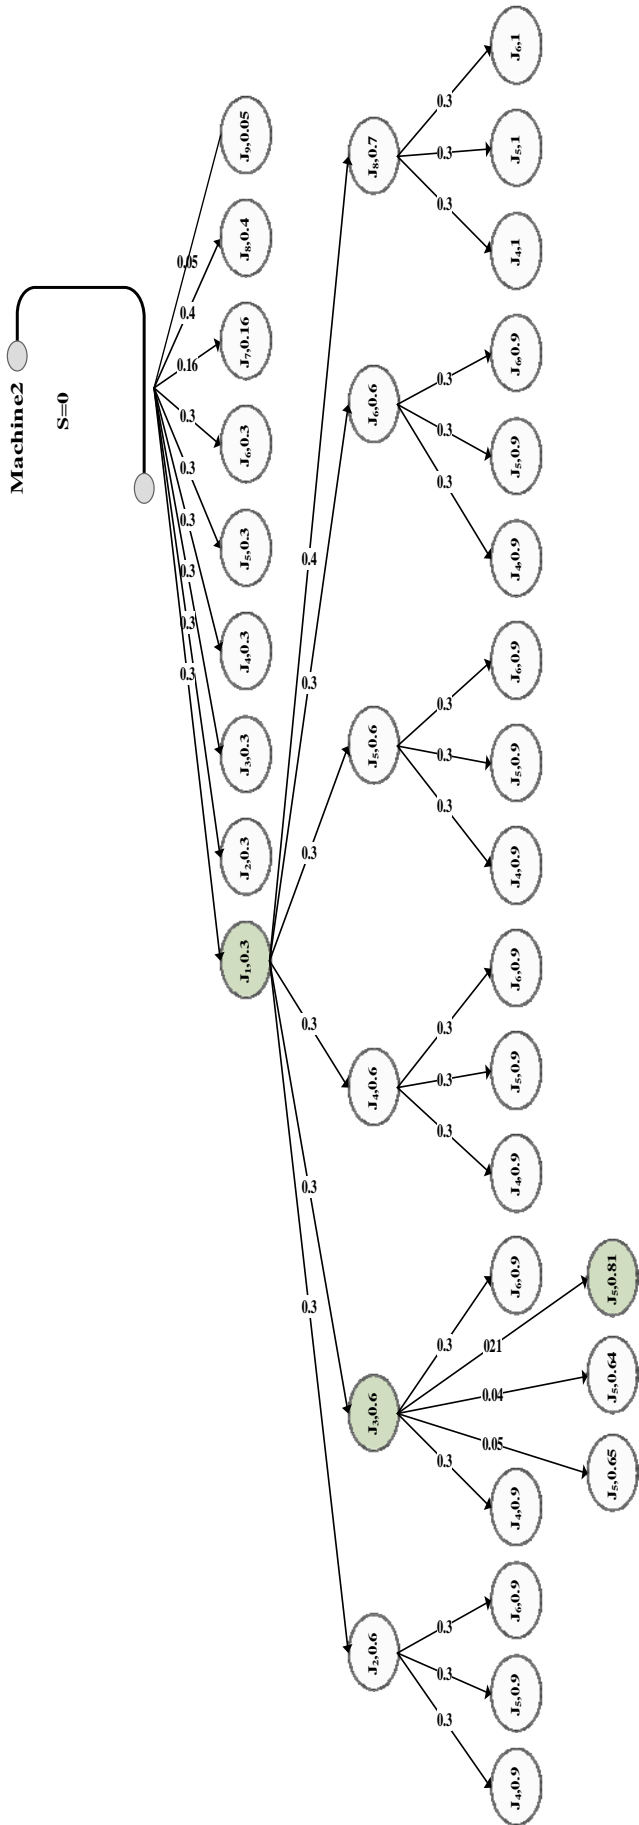 Machine2
S=0
0.3 0.3 0.3 0.3 0.3 0.3 0.16 0.4 0.05
J₁,0.3 J₂,0.3 J₃,0.3 J₄,0.3 J₅,0.3 J₆,0.3 J₇,0.16 J₈,0.4 J₉,0.05
0.3 0.3 0.3 0.3 0.3 0.4
J₂,0.6 J₃,0.6 J₄,0.6 J₅,0.6 J₆,0.6 J₈,0.7
0.3 0.3 0.3 0.3 0.3 0.3 0.3 0.3 0.3 0.3 0.3 0.3 0.3 0.3 0.3 0.3 0.3
0.05 0.04 021
J₄,0.9 J₅,0.9 J₆,0.9 J₄,0.9 J₆,0.9 J₄,0.9 J₅,0.9 J₆,0.9 J₄,0.9 J₅,0.9 J₆,0.9 J₄,0.9 J₅,0.9 J₆,0.9 J₄,1 J₅,1 J₆,1
J₅,0.65 J₅,0.64 J₅,0.81